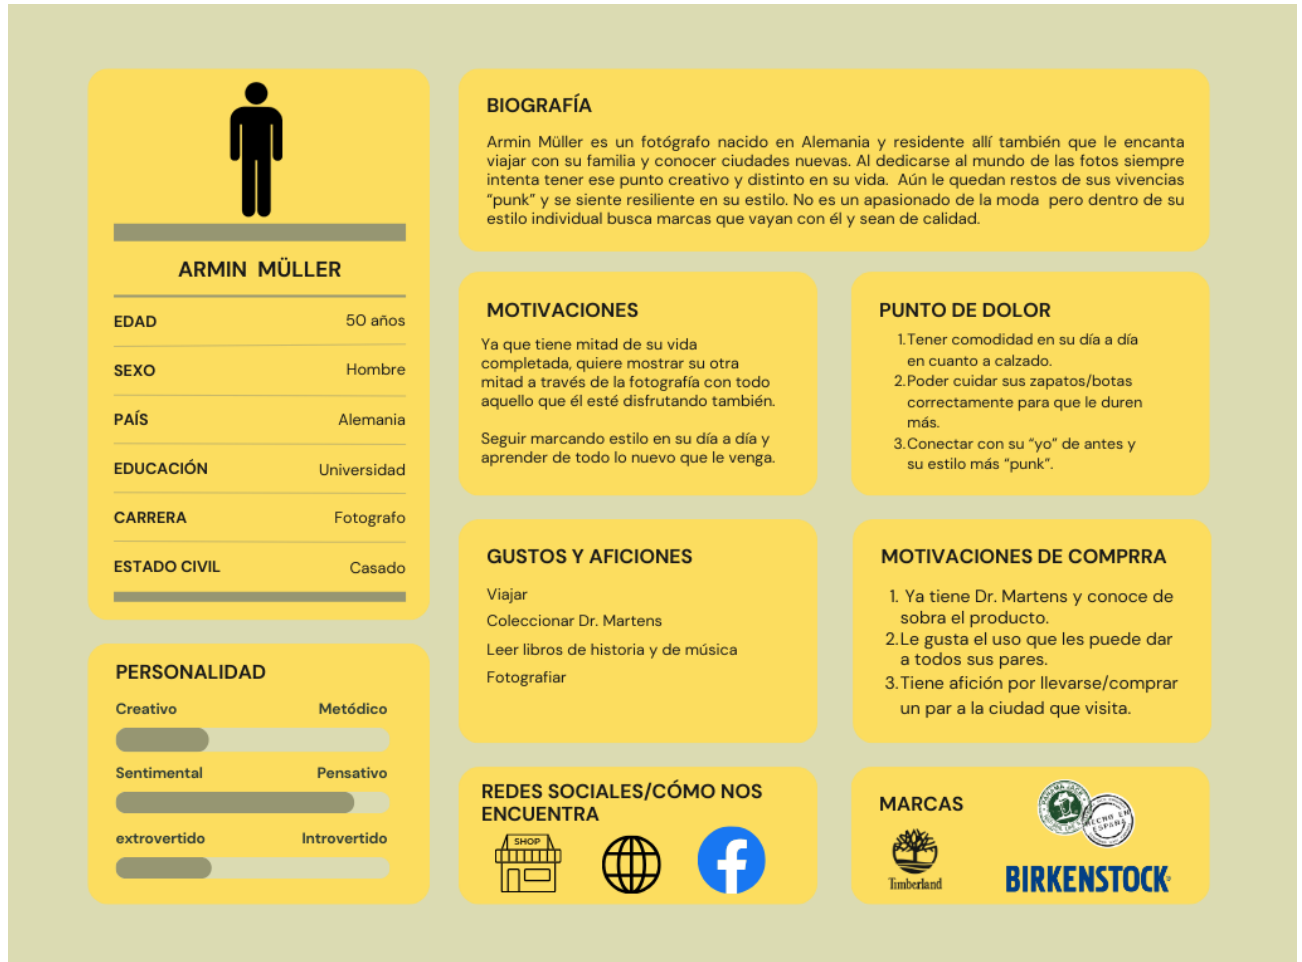 ARMIN MÜLLER
EDAD 50 años
SEXO Hombre
PAÍS Alemania
EDUCACIÓN Universidad
CARRERA Fotografo
ESTADO CIVIL Casado
PERSONALIDAD
Creativo Metódico
Sentimental Pensativo
extrovertido Introvertido
BIOGRAFÍA
Armin Müller es un fotógrafo nacido en Alemania y residente allí también que le encanta
viajar con su familia y conocer ciudades nuevas. Al dedicarse al mundo de las fotos siempre
intenta tener ese punto creativo y distinto en su vida. Aún le quedan restos de sus vivencias
“punk” y se siente resiliente en su estilo. No es un apasionado de la moda pero dentro de su
estilo individual busca marcas que vayan con él y sean de calidad.
MOTIVACIONES
Ya que tiene mitad de su vida
completada, quiere mostrar su otra
mitad a través de la fotografía con todo
aquello que él esté disfrutando también.
Seguir marcando estilo en su día a día y
aprender de todo lo nuevo que le venga.
PUNTO DE DOLOR
1.Tener comodidad en su día a día
en cuanto a calzado.
2.Poder cuidar sus zapatos/botas
correctamente para que le duren
más.
3.Conectar con su “yo” de antes y
su estilo más “punk”.
GUSTOS Y AFICIONES
Viajar
Coleccionar Dr. Martens
Leer libros de historia y de música
Fotografiar
MOTIVACIONES DE COMPRRA
1. Ya tiene Dr. Martens y conoce de
sobra el producto.
2.Le gusta el uso que les puede dar
a todos sus pares.
3.Tiene afición por llevarse/comprar
un par a la ciudad que visita.
REDES SOCIALES/CÓMO NOS
ENCUENTRA
SHOP
MARCAS
PANAMA JACK
HECHO EN
ESPAÑA
Timberland
BIRKENSTOCK